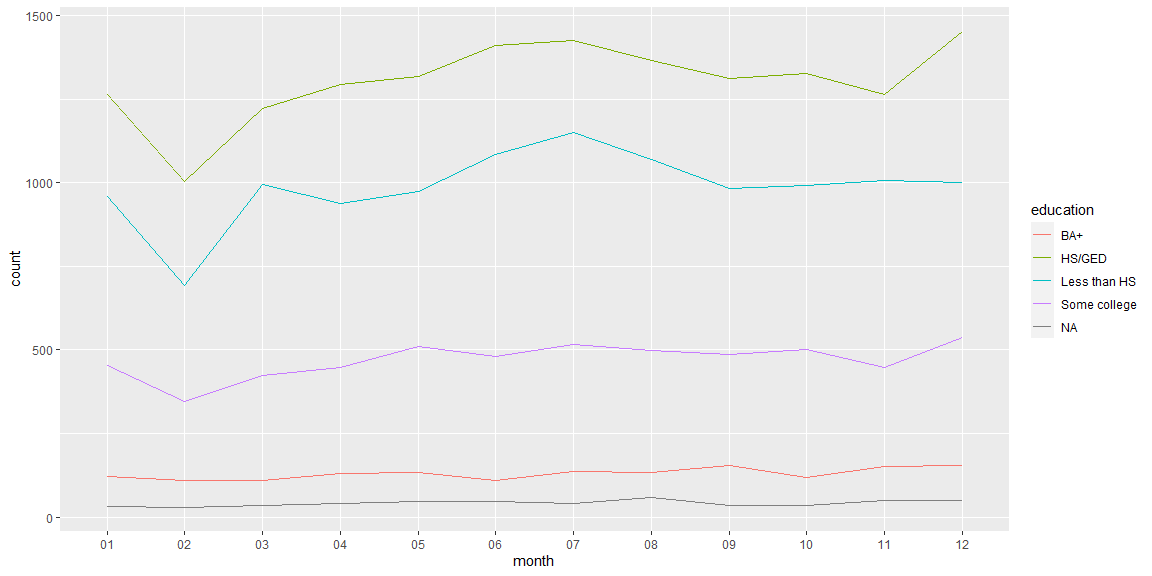 1500
1000
500
0
count
01 02 03 04 05 06 07 08 09 10 11 12
month
education
BA+
HS/GED
Less than HS
Some college
NA